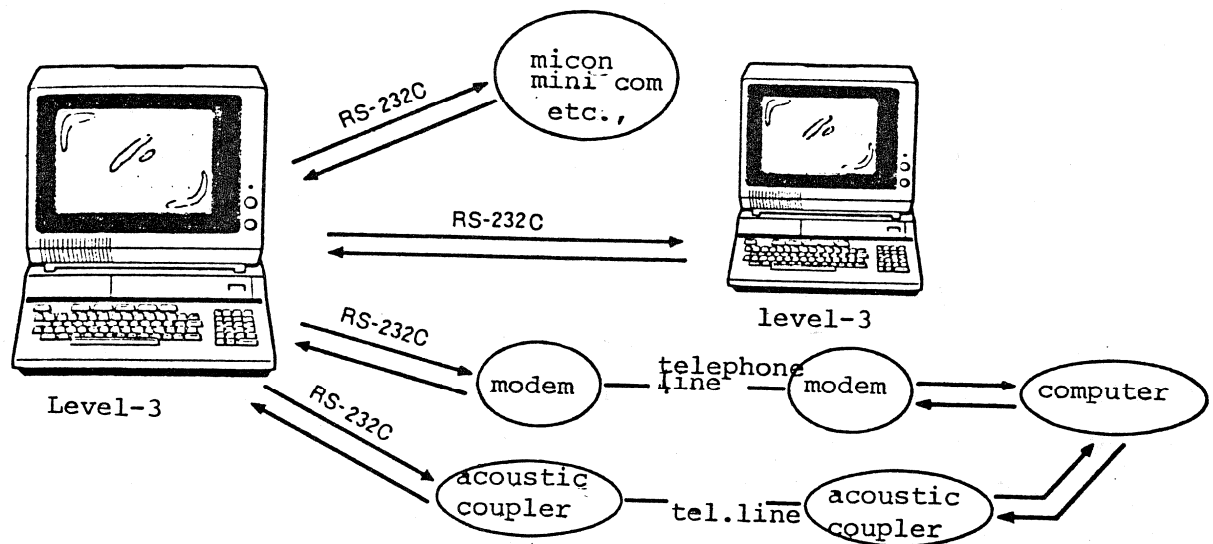 micon
mini com
etc.,
RS-232C
RS-232C
level-3
RS-232C
modem
telephone
line
modem
computer
Level-3
RS-232C
acoustic
coupler
tel.line
acoustic
coupler